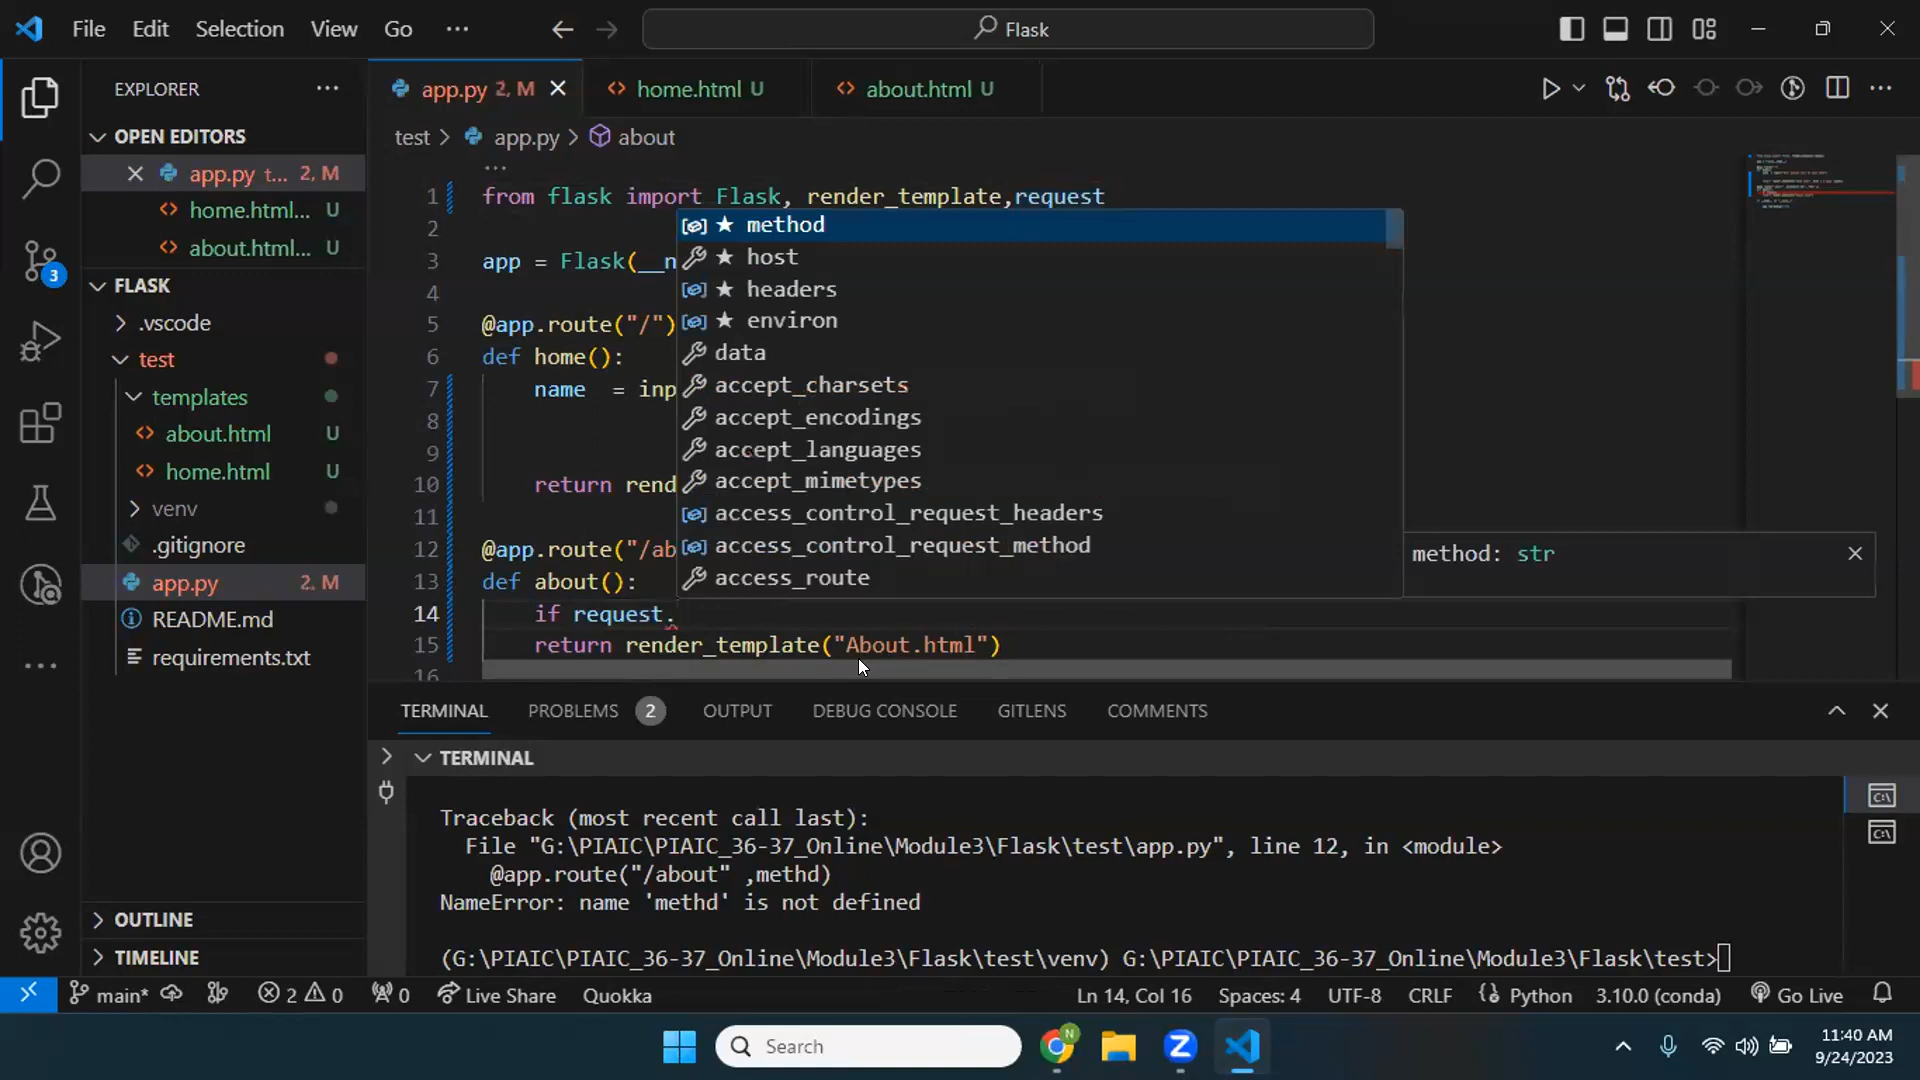 File Edit Selection View Go ··· Flask
EXPLORER ···
app.py 2, M home.html U about.html U
OPEN EDITORS
test > app.py > about
app.py t... 2, M
home.html... U
about.html... U
FLASK
.vscode
test
templates
about.html U
home.html U
venv
.gitignore
app.py 2, M
README.md
requirements.txt
OUTLINE
TIMELINE
3
...
1 from flask import Flask, render_template,request
2
3 app = Flask(__n
4
5 @app.route("/")
6 def home():
7 name  = inp
8
9
10 return rend
11
12 @app.route("/ab
13 def about():
14 if request.
15 return render_template("About.html")
16
★ method
★ host
★ headers
★ environ
data
accept_charsets
accept_encodings
accept_languages
accept_mimetypes
access_control_request_headers
access_control_request_method
access_route
method: str
TERMINAL PROBLEMS 2 OUTPUT DEBUG CONSOLE GITLENS COMMENTS
TERMINAL
Traceback (most recent call last):
File "G:\PIAIC\PIAIC_36-37_Online\Module3\Flask\test\app.py", line 12, in <module>
@app.route("/about" ,methd)
NameError: name 'methd' is not defined
(G:\PIAIC\PIAIC_36-37_Online\Module3\Flask\test\venv) G:\PIAIC\PIAIC_36-37_Online\Module3\Flask\test>
main* 2 0 0 Live Share Quokka Ln 14, Col 16 Spaces: 4 UTF-8 CRLF Python 3.10.0 (conda) Go Live
Search
11:40 AM
9/24/2023